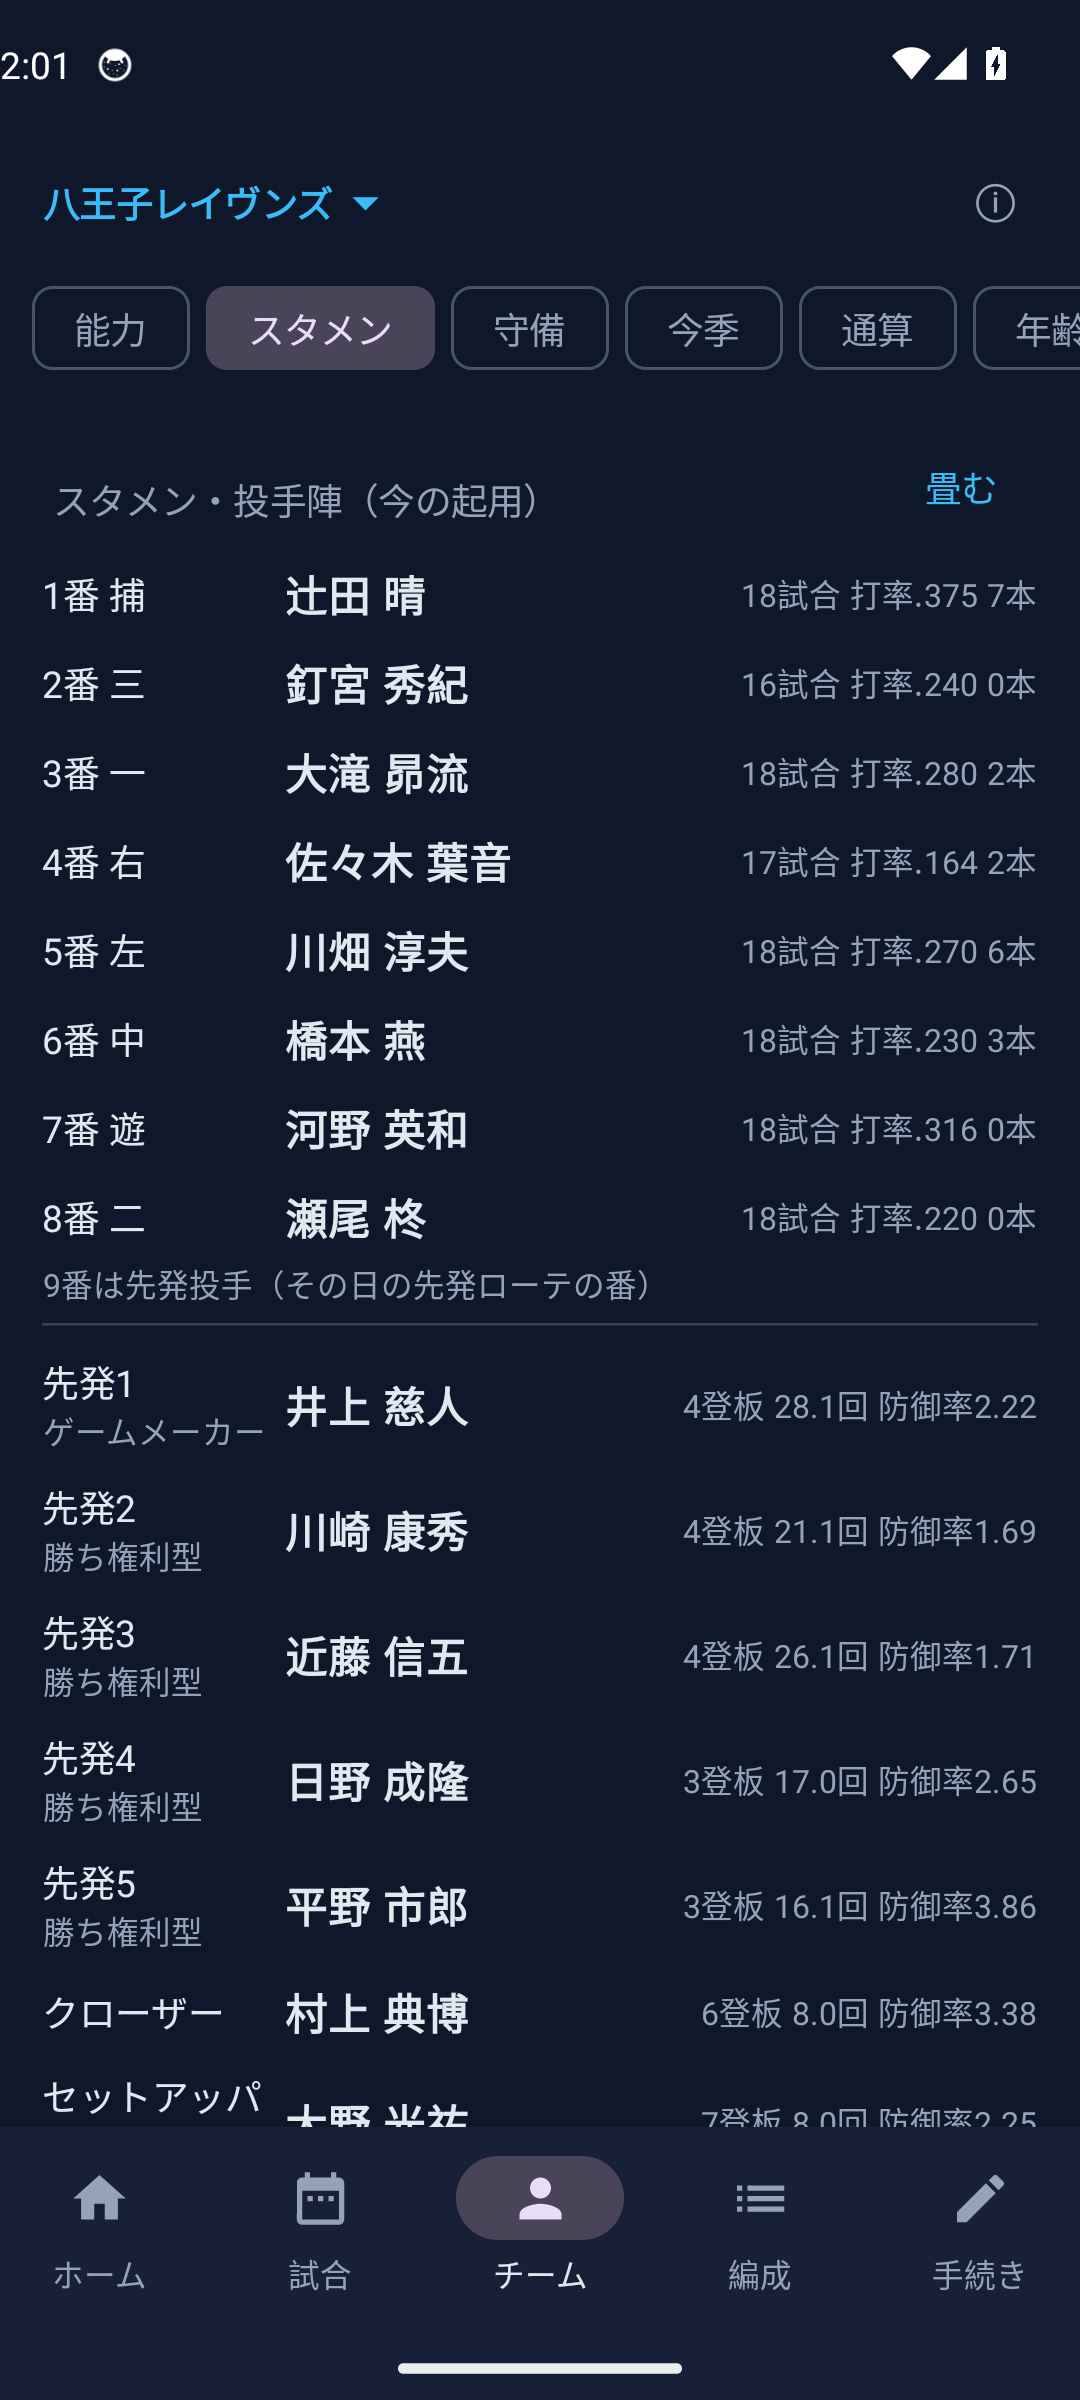 2:01
八王子レイヴンズ
能力 スタメン 守備 今季 通算 年齢
スタメン・投手陣（今の起用） 畳む
1番 捕 辻田 晴 18試合 打率.375 7本
2番 三 釘宮 秀紀 16試合 打率.240 0本
3番 一 大滝 昴流 18試合 打率.280 2本
4番 右 佐々木 葉音 17試合 打率.164 2本
5番 左 川畑 淳夫 18試合 打率.270 6本
6番 中 橋本 燕 18試合 打率.230 3本
7番 遊 河野 英和 18試合 打率.316 0本
8番 二 瀬尾 柊 18試合 打率.220 0本
9番は先発投手（その日の先発ローテの番）
先発1 井上 慈人 4登板 28.1回 防御率2.22
ゲームメーカー
先発2 川崎 康秀 4登板 21.1回 防御率1.69
勝ち権利型
先発3 近藤 信五 4登板 26.1回 防御率1.71
勝ち権利型
先発4 日野 成隆 3登板 17.0回 防御率2.65
勝ち権利型
先発5 平野 市郎 3登板 16.1回 防御率3.86
勝ち権利型
クローザー 村上 典博 6登板 8.0回 防御率3.38
セットアッパ 7登板 8.0回 防御率2.25
ホーム 試合 チーム 編成 手続き